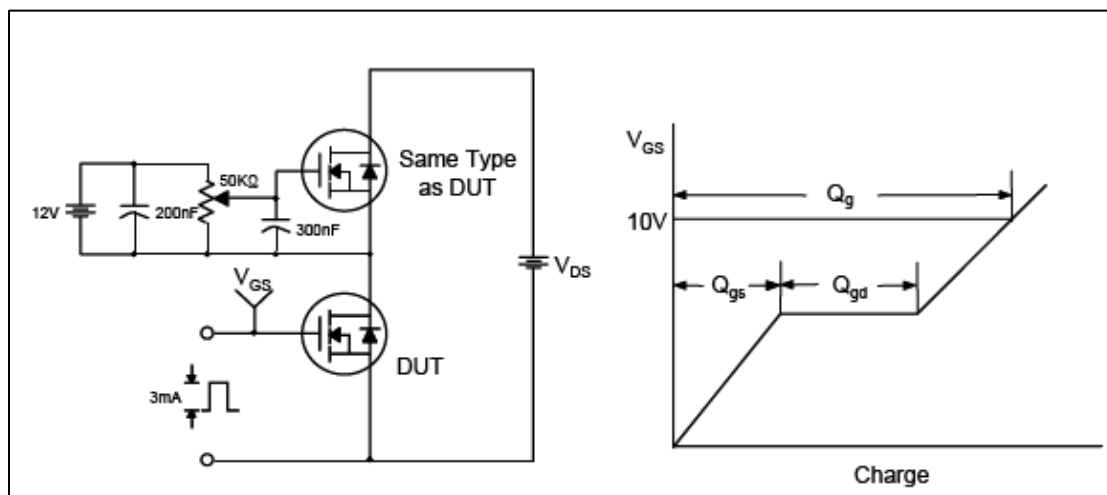 50KΩ
12V
200nF
300nF
Same Type
as DUT
V_GS
V_DS
DUT
3mA
V_GS
10V
Q_g
Q_gs
Q_gd
Charge